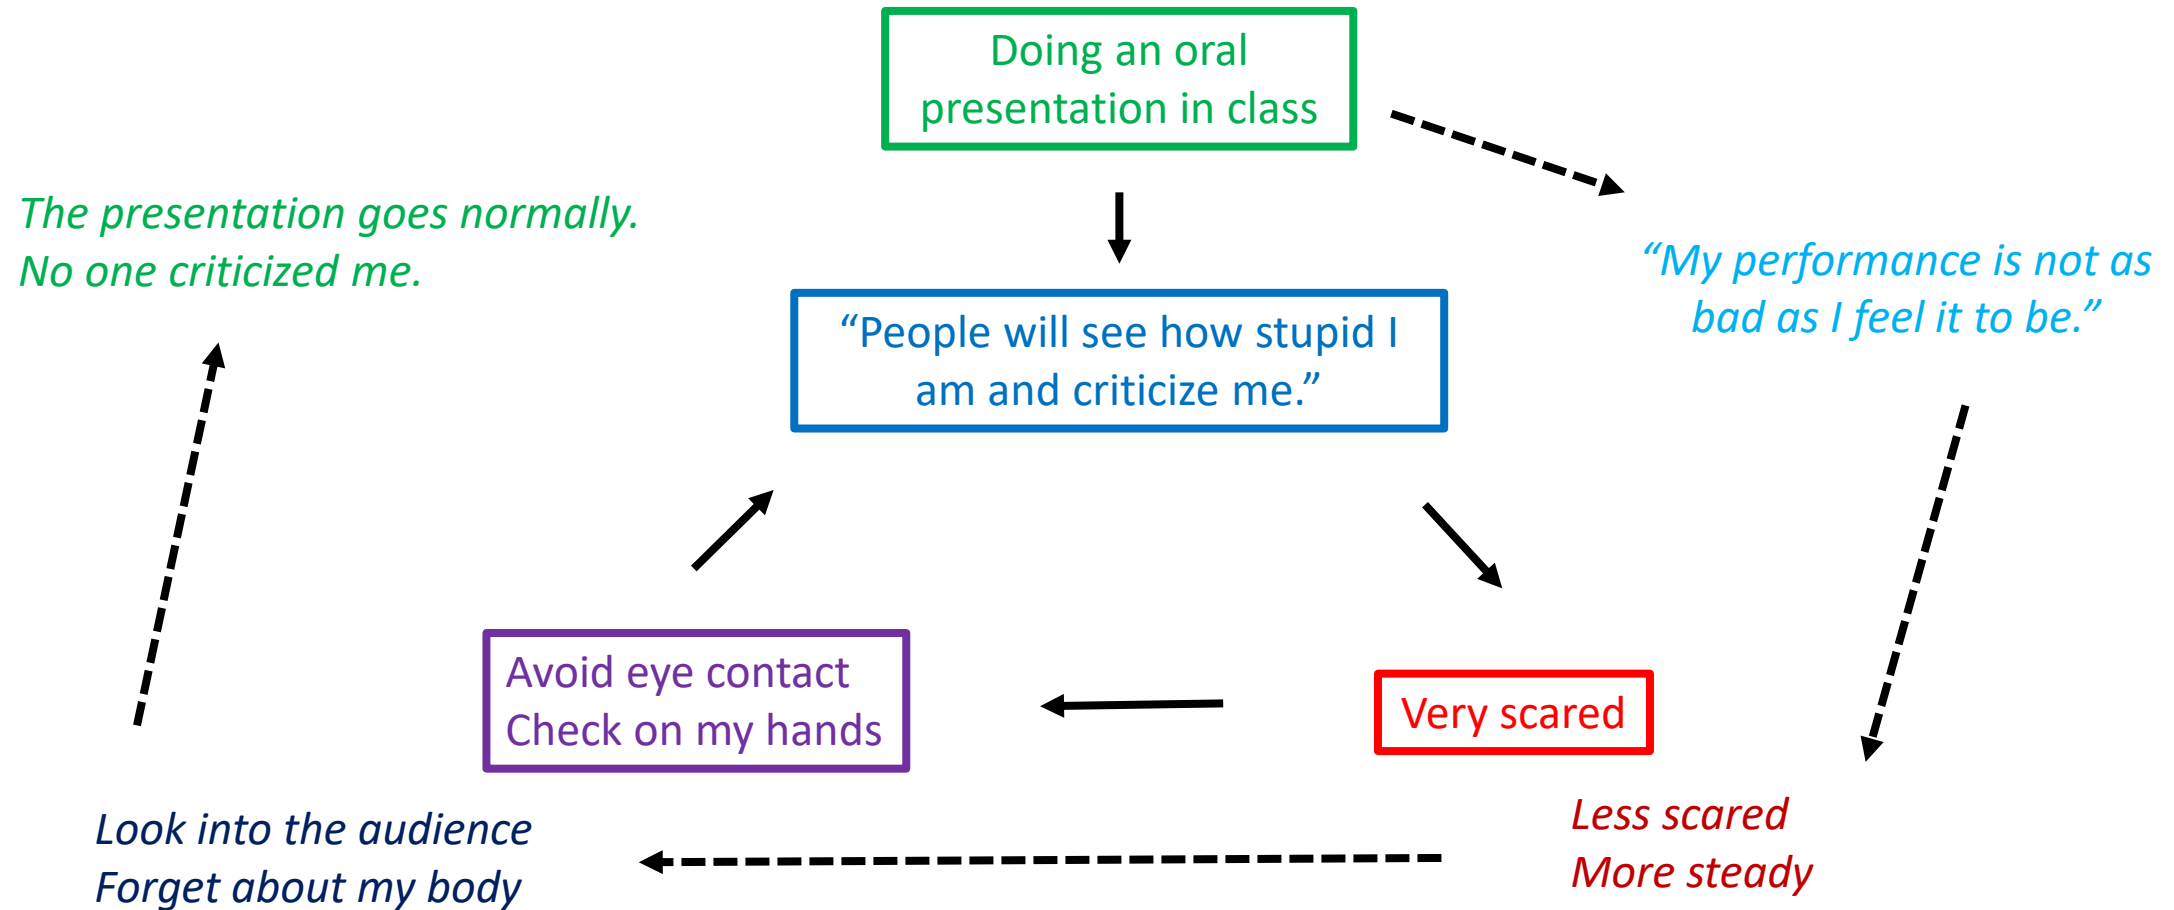 Doing an oral
presentation in class
The presentation goes normally.
No one criticized me.
“My performance is not as
bad as I feel it to be.”
“People will see how stupid I
am and criticize me.”
Avoid eye contact
Check on my hands
Very scared
Look into the audience
Forget about my body
Less scared
More steady